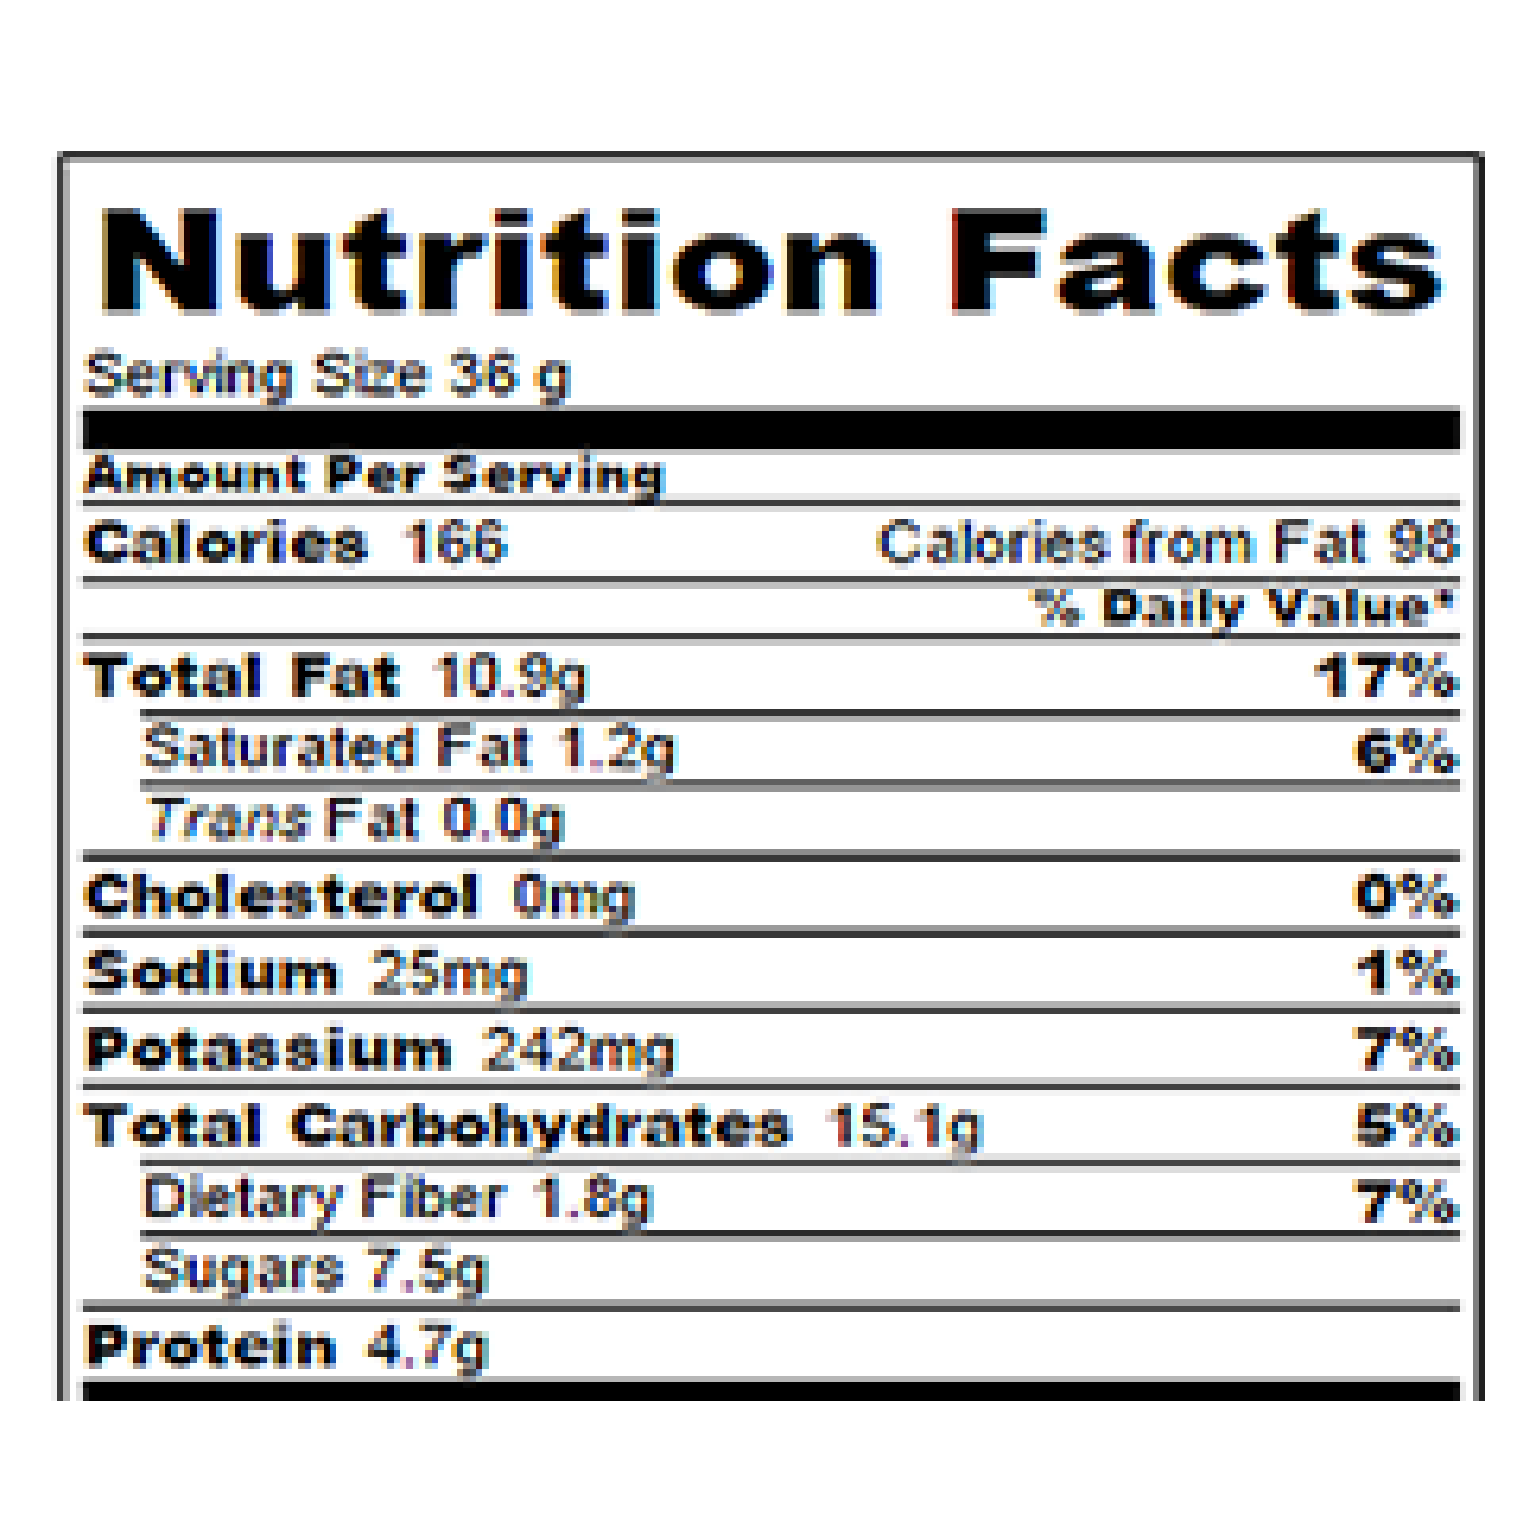 Nutrition Facts
Serving Size 36 g
Amount Per Serving
Calories 166 Calories from Fat 98
% Daily Value*
Total Fat 10.9g 17%
Saturated Fat 1.2g 6%
Trans Fat 0.0g
Cholesterol 0mg 0%
Sodium 25mg 1%
Potassium 242mg 7%
Total Carbohydrates 15.1g 5%
Dietary Fiber 1.8g 7%
Sugars 7.5g
Protein 4.7g